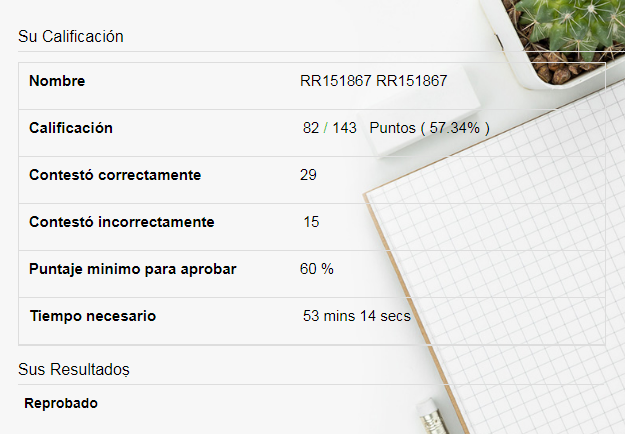 Su Calificación
Nombre RR151867 RR151867
Calificación 82 / 143 Puntos ( 57.34% )
Contestó correctamente 29
Contestó incorrectamente 15
Puntaje minimo para aprobar 60 %
Tiempo necesario 53 mins 14 secs
Sus Resultados
Reprobado